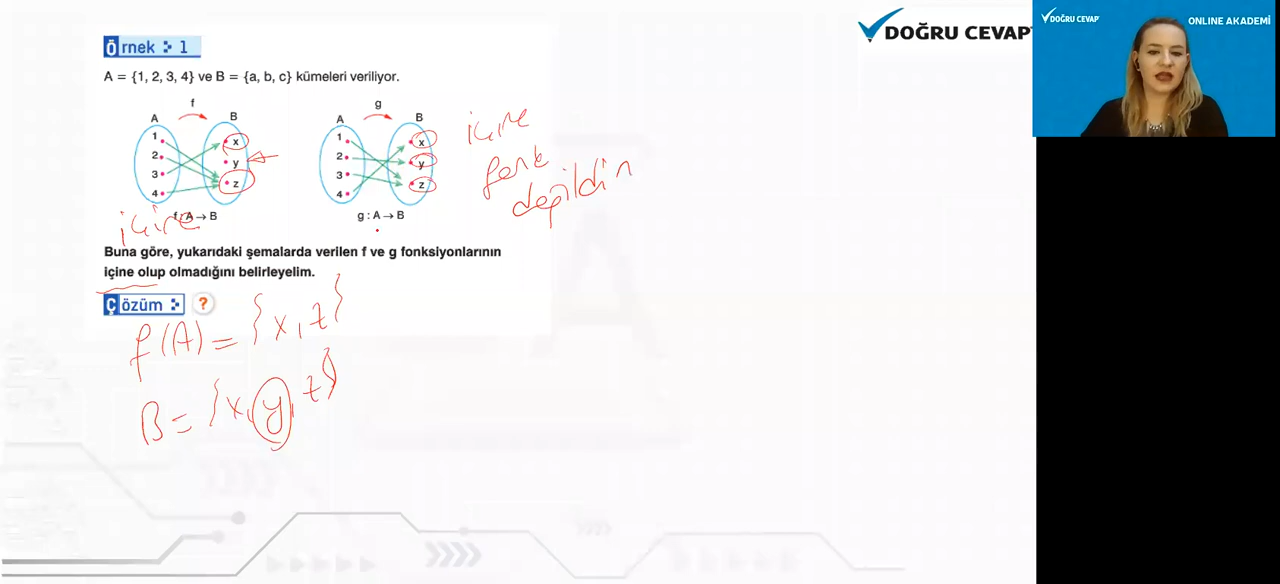 DOĞRU CEVAP
DOĞRU CEVAP
ONLINE AKADEMİ
Örnek 1
A = {1, 2, 3, 4} ve B = {a, b, c} kümeleri veriliyor.
f
A B
1 x
2 y
3 z
4
f : A → B
içine
g
A B
1 x
2 y
3 z
4
g : A → B
içine
fonk
değildir
Buna göre, yukarıdaki şemalarda verilen f ve g fonksiyonlarının
içine olup olmadığını belirleyelim.
Çözüm ?
f(A) = {x, z}
B = {x, y, z}